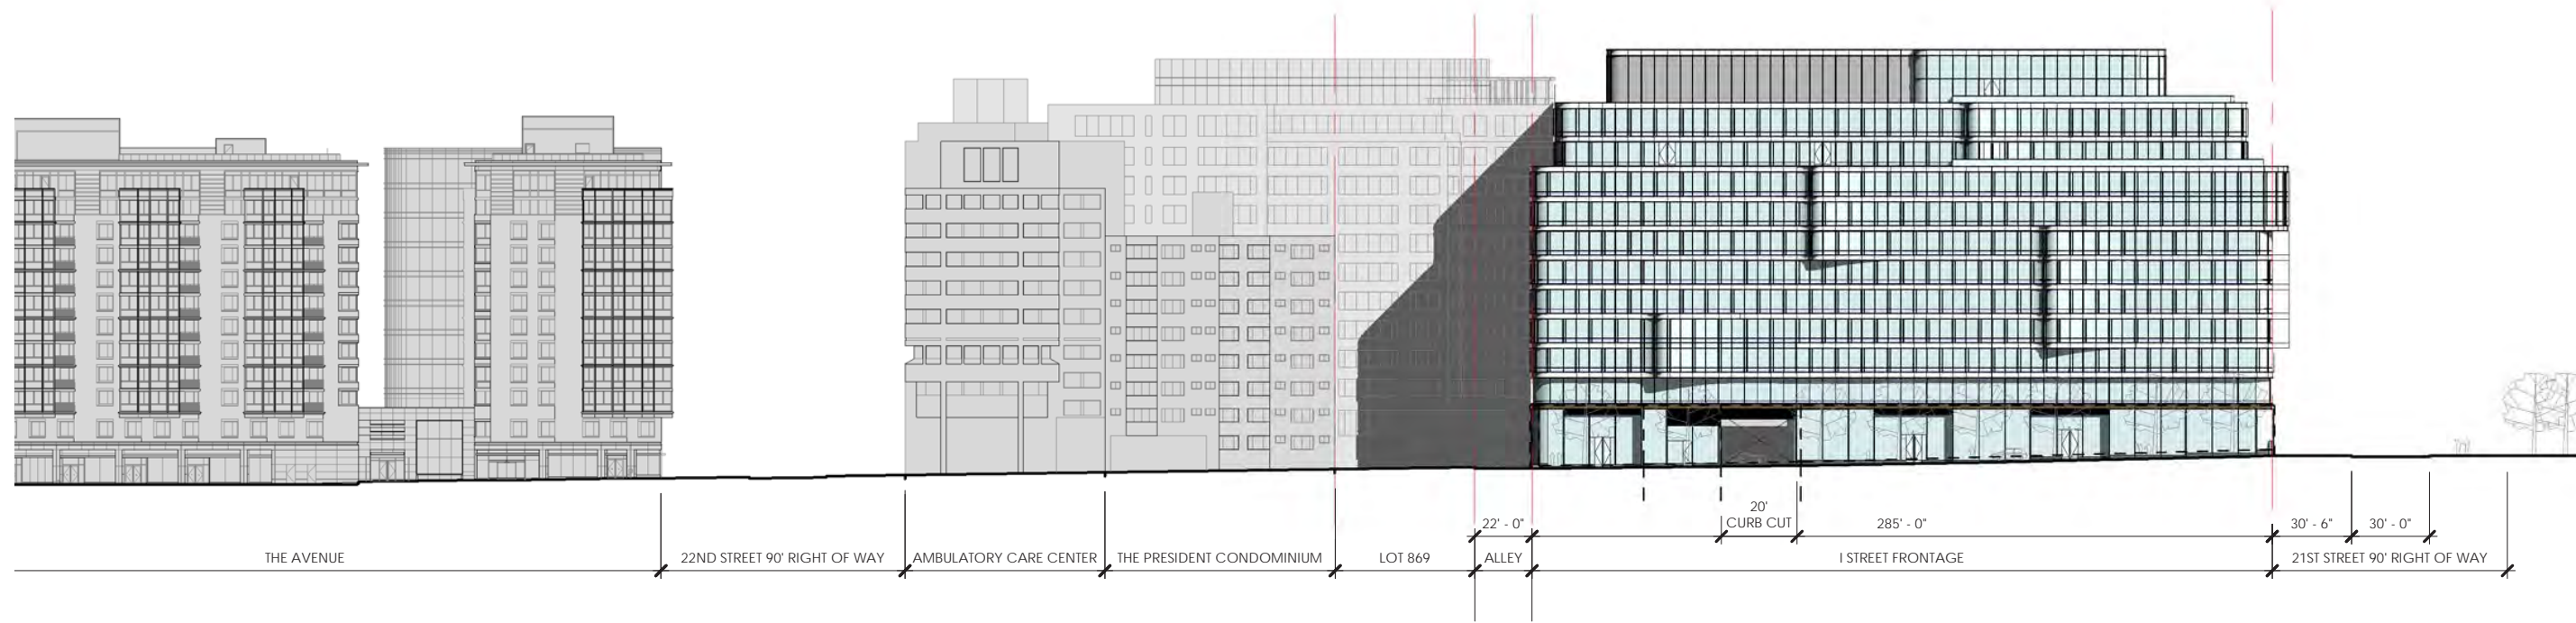 20'
22' - 0" CURB CUT 285' - 0" 30' - 6" 30' - 0"
THE AVENUE 22ND STREET 90' RIGHT OF WAY AMBULATORY CARE CENTER THE PRESIDENT CONDOMINIUM LOT 869 ALLEY I STREET FRONTAGE 21ST STREET 90' RIGHT OF WAY